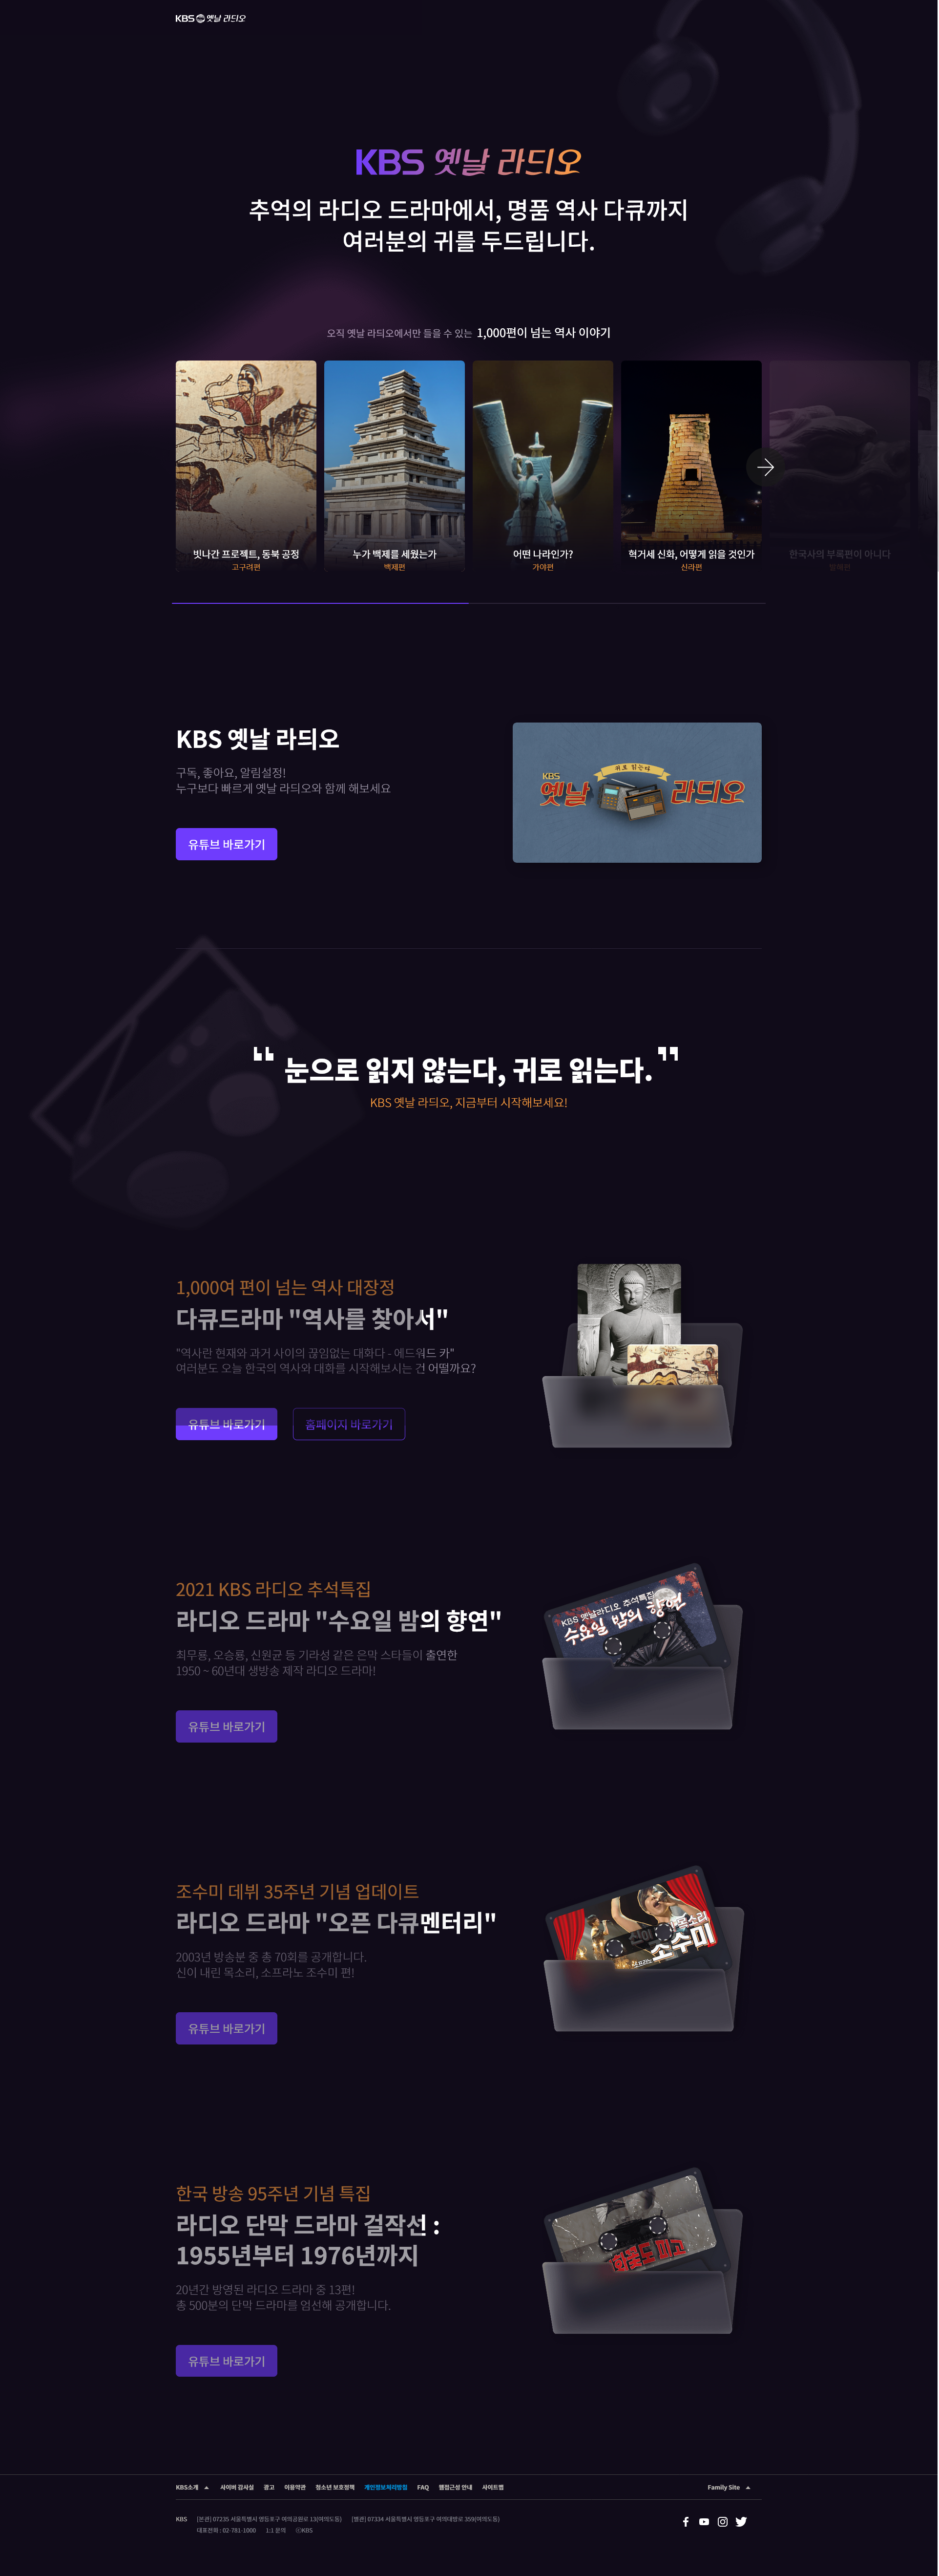 KBS 옛날 라디오
KBS 옛날 라디오
추억의 라디오 드라마에서, 명품 역사 다큐까지
여러분의 귀를 두드립니다.
오직 옛날 라듸오에서만 들을 수 있는 1,000편이 넘는 역사 이야기
빗나간 프로젝트, 동북 공정
고구려편
누가 백제를 세웠는가
백제편
어떤 나라인가?
가야편
혁거세 신화, 어떻게 읽을 것인가
신라편
한국사의 부록편이 아니다
발해편
KBS 옛날 라듸오
구독, 좋아요, 알림설정!
누구보다 빠르게 옛날 라듸오와 함께 해보세요
유튜브 바로가기
귀로 읽는다
KBS
옛날 라듸오
"눈으로 읽지 않는다, 귀로 읽는다."
KBS 옛날 라듸오, 지금부터 시작해보세요!
1,000여 편이 넘는 역사 대장정
다큐드라마 "역사를 찾아서"
"역사란 현재와 과거 사이의 끊임없는 대화다 - 에드워드 카"
여러분도 오늘 한국의 역사와 대화를 시작해보시는 건 어떨까요?
유튜브 바로가기
홈페이지 바로가기
2021 KBS 라디오 추석특집
라디오 드라마 "수요일 밤의 향연"
최무룡, 오승룡, 신원균 등 기라성 같은 은막 스타들이 출연한
1950 ~ 60년대 생방송 제작 라디오 드라마!
유튜브 바로가기
KBS 옛날라듸오 추석특집
수요일 밤의 향연
조수미 데뷔 35주년 기념 업데이트
라디오 드라마 "오픈 다큐멘터리"
2003년 방송분 중 총 70회를 공개합니다.
신이 내린 목소리, 소프라노 조수미 편!
유튜브 바로가기
목소리
조수미
한국 방송 95주년 기념 특집
라디오 단막 드라마 걸작선 :
1955년부터 1976년까지
20년간 방영된 라디오 드라마 중 13편!
총 500분의 단막 드라마를 엄선해 공개합니다.
유튜브 바로가기
KBS소개 사이버 감사실 광고 이용약관 청소년 보호정책 개인정보처리방침 FAQ 웹접근성 안내 사이트맵 Family Site
KBS [본관] 07235 서울특별시 영등포구 여의공원로 13(여의도동) [별관] 07334 서울특별시 영등포구 여의대방로 359(여의도동)
대표전화 : 02-781-1000 1:1 문의 ⓒKBS